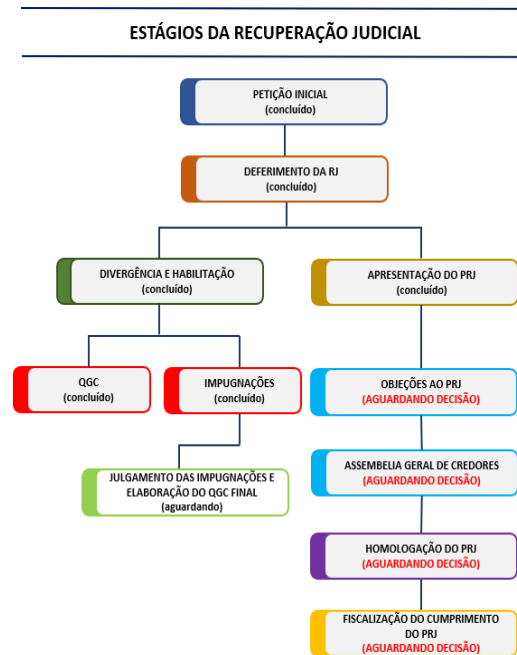 ESTÁGIOS DA RECUPERAÇÃO JUDICIAL
PETIÇÃO INICIAL
(concluído)
DEFERIMENTO DA RJ
(concluído)
DIVERGÊNCIA E HABILITAÇÃO
(concluído)
APRESENTAÇÃO DO PRJ
(concluído)
QGC
(concluído)
IMPUGNAÇÕES
(concluído)
OBJEÇÕES AO PRJ
(AGUARDANDO DECISÃO)
JULGAMENTO DAS IMPUGNAÇÕES E
ELABORAÇÃO DO QGC FINAL
(aguardando)
ASSEMBELIA GERAL DE CREDORES
(AGUARDANDO DECISÃO)
HOMOLOGAÇÃO DO PRJ
(AGUARDANDO DECISÃO)
FISCALIZAÇÃO DO CUMPRIMENTO
DO PRJ
(AGUARDANDO DECISÃO)